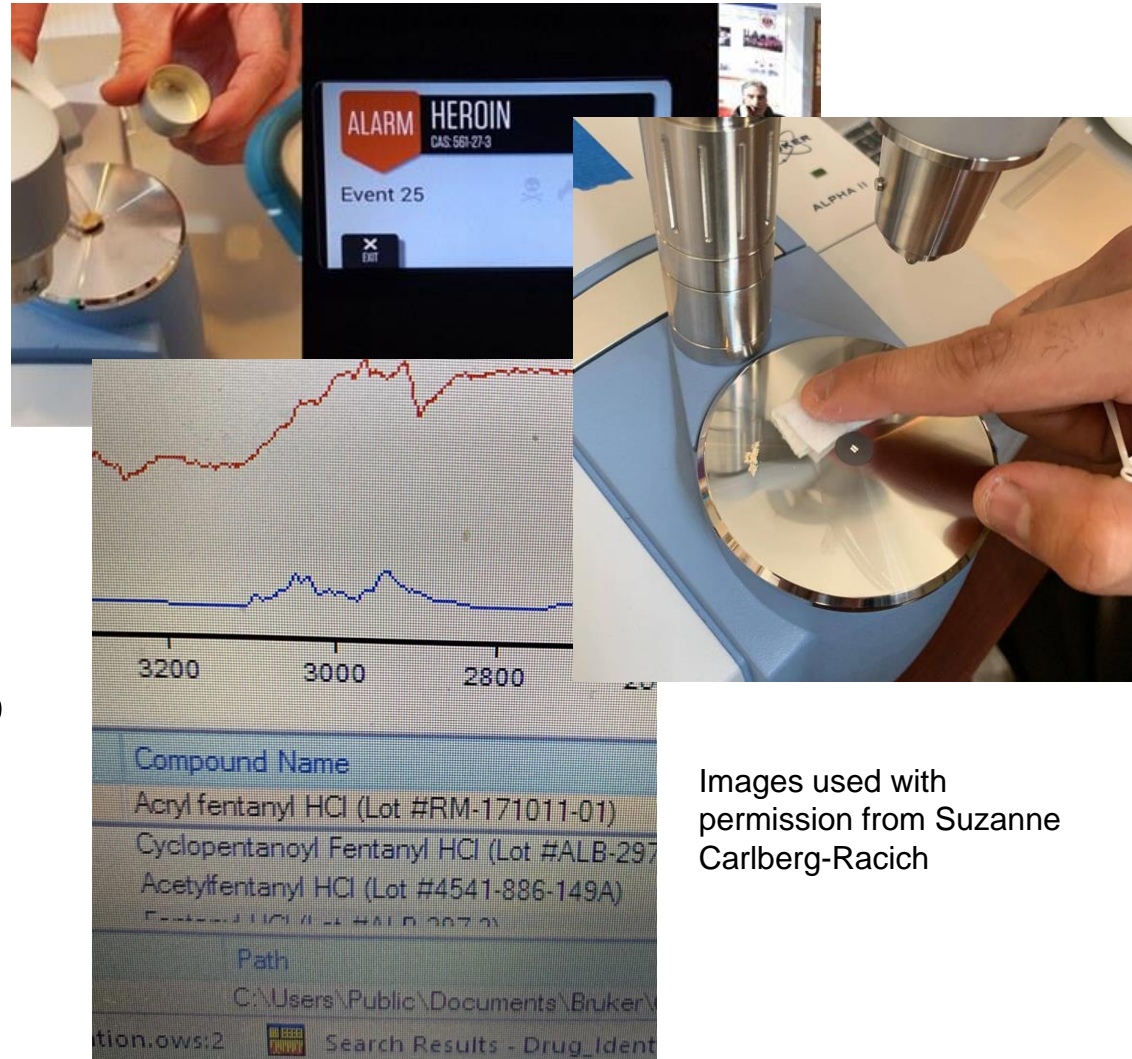 ALARM
HEROIN
CAS: 561-27-3
Event 25
X
EXIT
ALPHA II
3200 3000 2800
Compound Name
Acryl fentanyl HCl (Lot #RM-171011-01)
Cyclopentanoyl Fentanyl HCl (Lot #ALB-297
Acetylfentanyl HCl (Lot #4541-886-149A)
Path
C:\Users\Public\Documents\Bruker\
tion.ows:2 Search Results - Drug_Ident
)
Images used with
permission from Suzanne
Carlberg-Racich